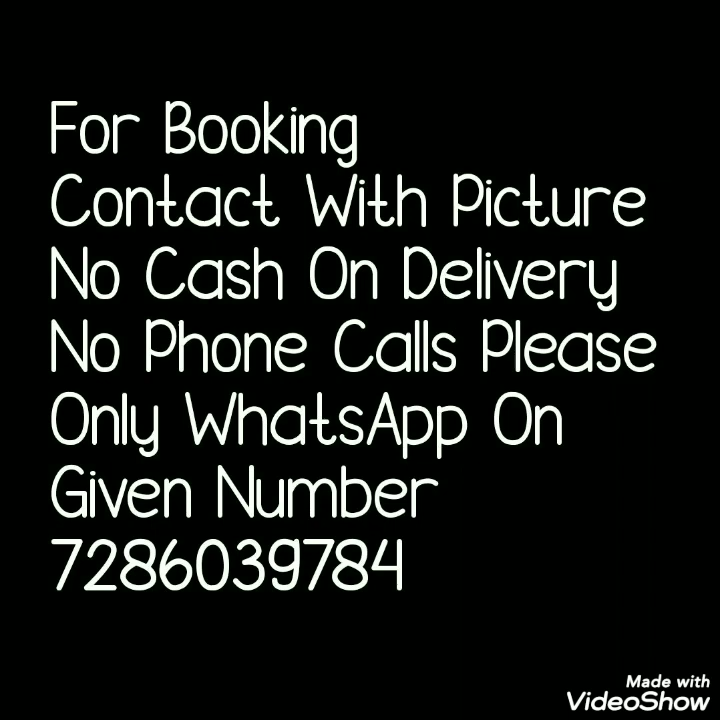 For Booking
Contact With Picture
No Cash On Delivery
No Phone Calls Please
Only WhatsApp On
Given Number
7286039784
Made with
VideoShow